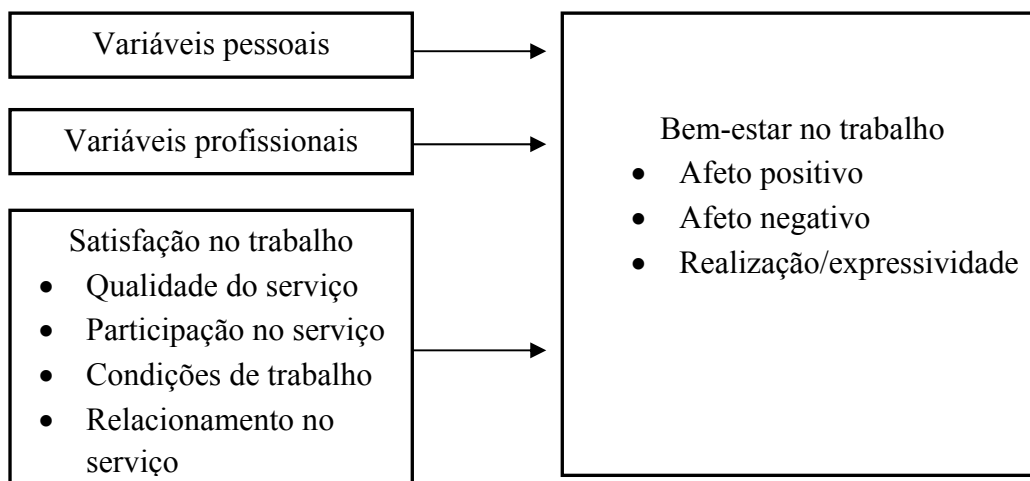 Variáveis pessoais
Variáveis profissionais
Satisfação no trabalho
• Qualidade do serviço
• Participação no serviço
• Condições de trabalho
• Relacionamento no
serviço
Bem-estar no trabalho
• Afeto positivo
• Afeto negativo
• Realização/expressividade